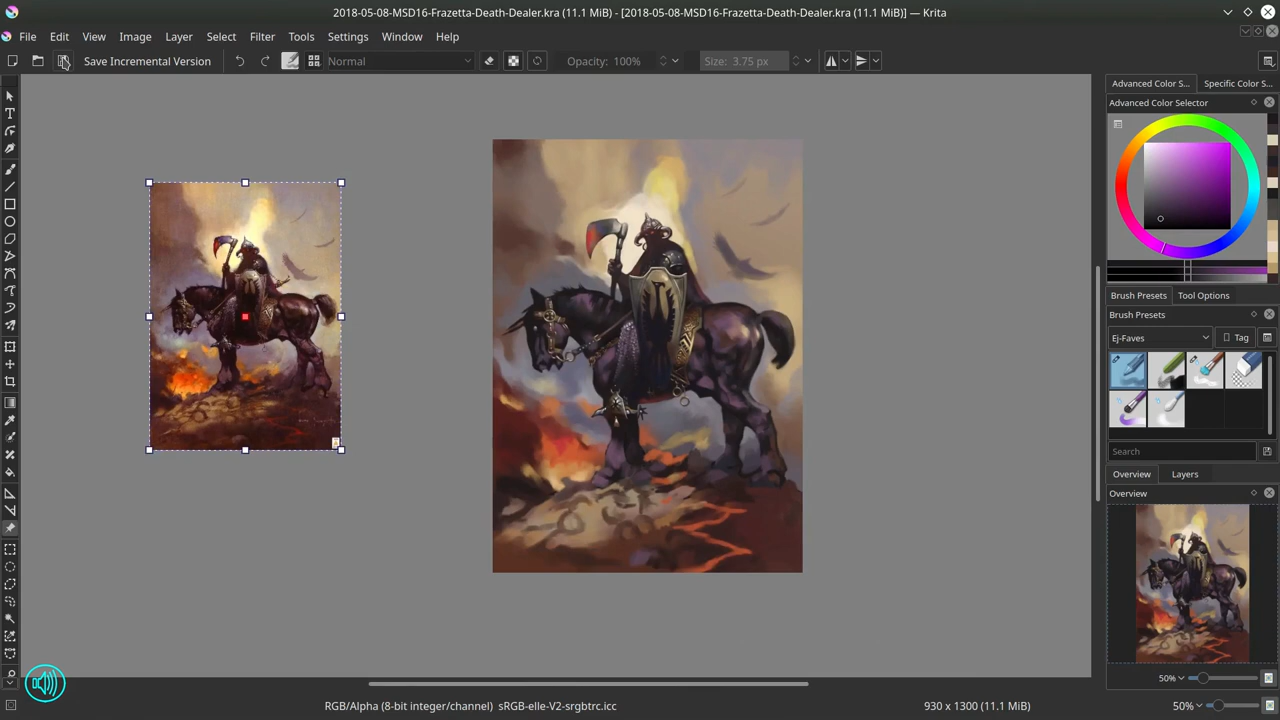 2018-05-08-MSD16-Frazetta-Death-Dealer.kra (11.1 MiB) - [2018-05-08-MSD16-Frazetta-Death-Dealer.kra (11.1 MiB)] — Krita
File Edit View Image Layer Select Filter Tools Settings Window Help
Save Incremental Version Normal Opacity: 100% Size: 3.75 px
Advanced Color S... Specific Color S...
Advanced Color Selector
Brush Presets Tool Options
Brush Presets
Ej-Faves Tag
Search
Overview Layers
Overview
50%
RGB/Alpha (8-bit integer/channel) sRGB-elle-V2-srgbtrc.icc 930 x 1300 (11.1 MiB) 50%